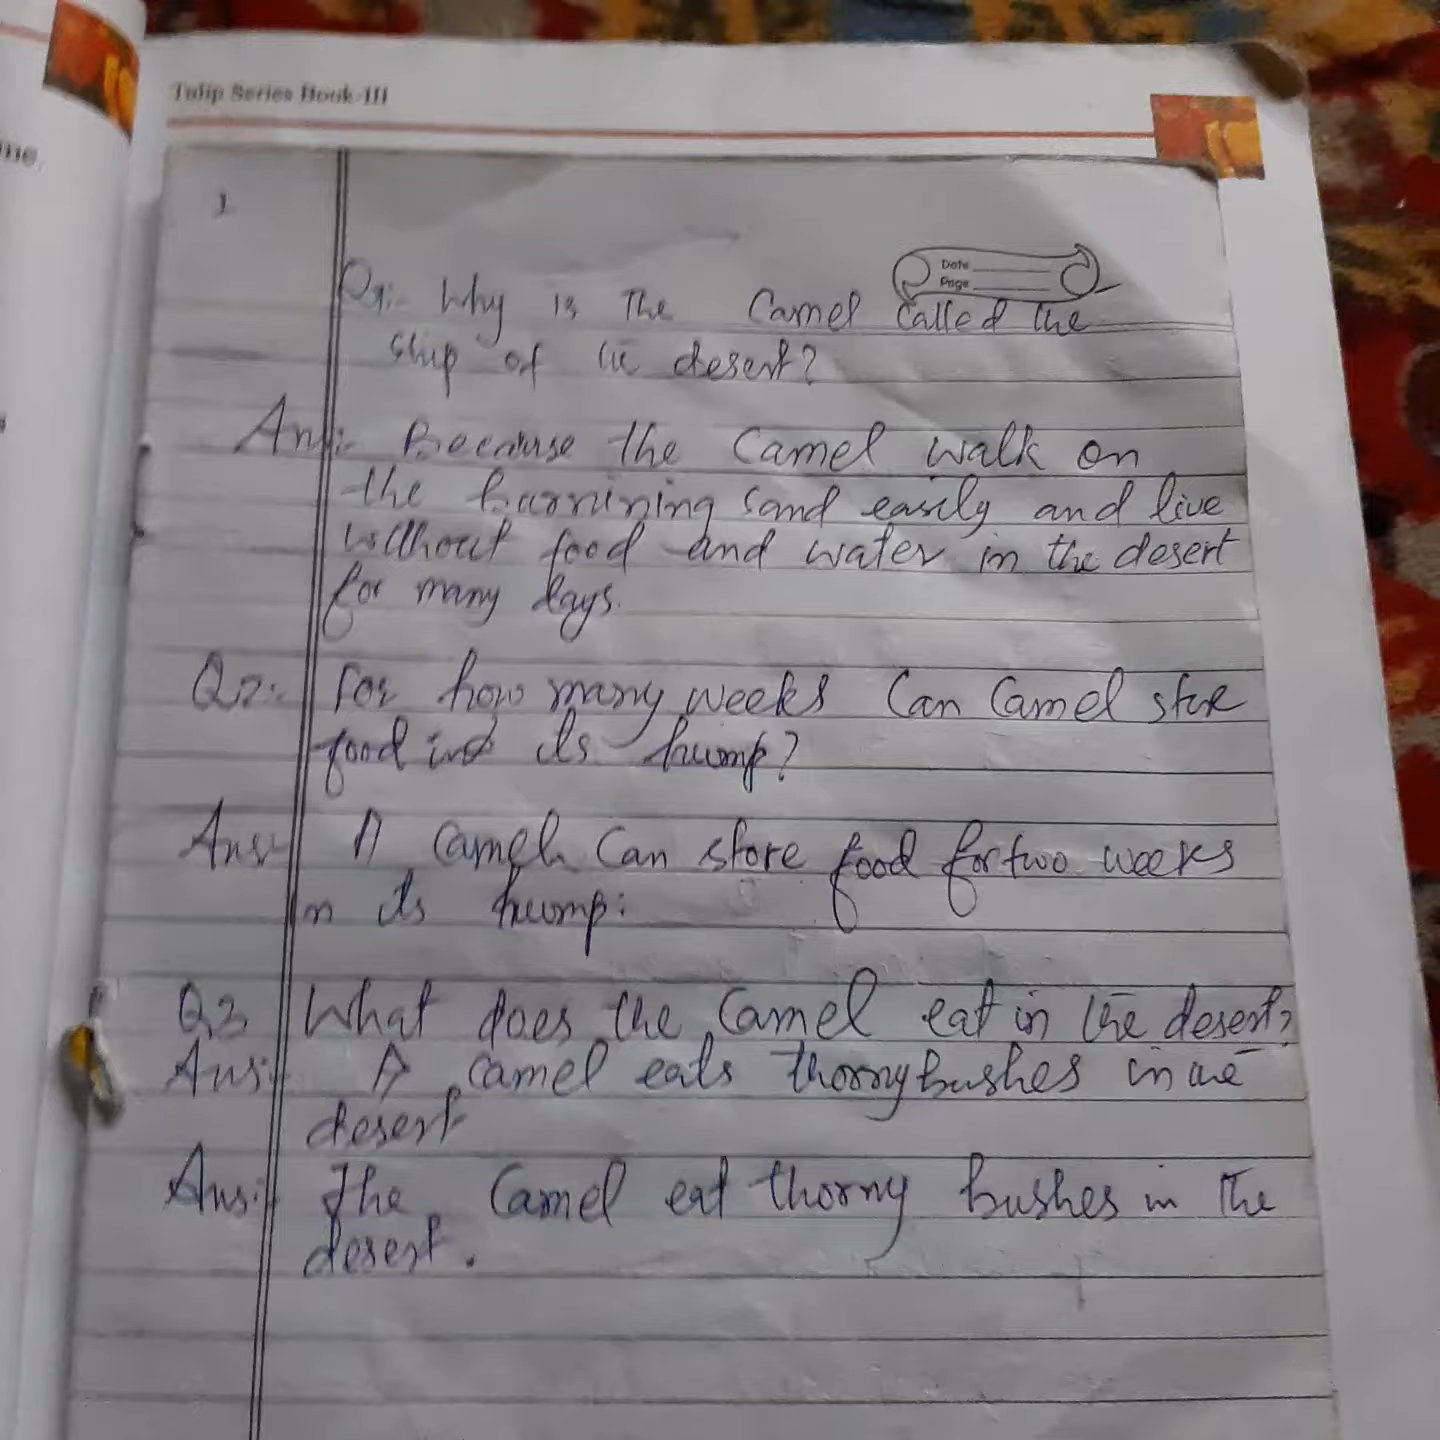 Tulip Series Book-III
1
Date
Page
Q1:- Why is The Camel Called the
ship of the desert?
Ans:- Because the Camel walk on
the burnining sand easily and live
without food and water in the desert
for many days.
Q2:- For how many weeks Can Camel store
food in its hump?
Ans:- A Camel Can store food for two weeks
in its hump:
Q3 What does the Camel eat in the desert?
Ans:- A camel eats thorny bushes in the
desert
Ans:- The Camel eat thorny bushes in The
desert.